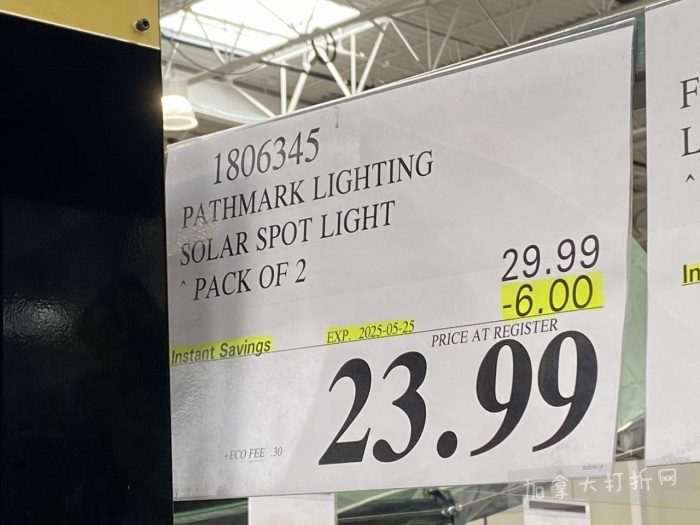 1806345
PATHMARK LIGHTING
SOLAR SPOT LIGHT
^ PACK OF 2
29.99
-6.00
Instant Savings
EXP. 2025-05-25
PRICE AT REGISTER
23.99
+ECO FEE .30
F
L
^
In
加拿大打折网